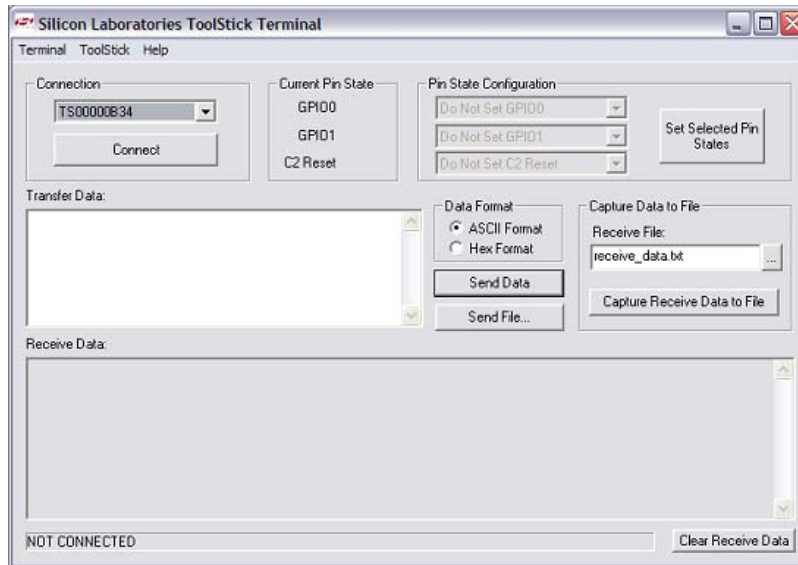 Silicon Laboratories ToolStick Terminal
Terminal ToolStick Help
Connection
TS00000B34
Connect
Current Pin State
GPIO0
GPIO1
C2 Reset
Pin State Configuration
Do Not Set GPIO0
Do Not Set GPIO1
Do Not Set C2 Reset
Set Selected Pin
States
Transfer Data:
Data Format
ASCII Format
Hex Format
Send Data
Send File...
Capture Data to File
Receive File:
receive_data.txt
...
Capture Receive Data to File
Receive Data:
NOT CONNECTED
Clear Receive Data